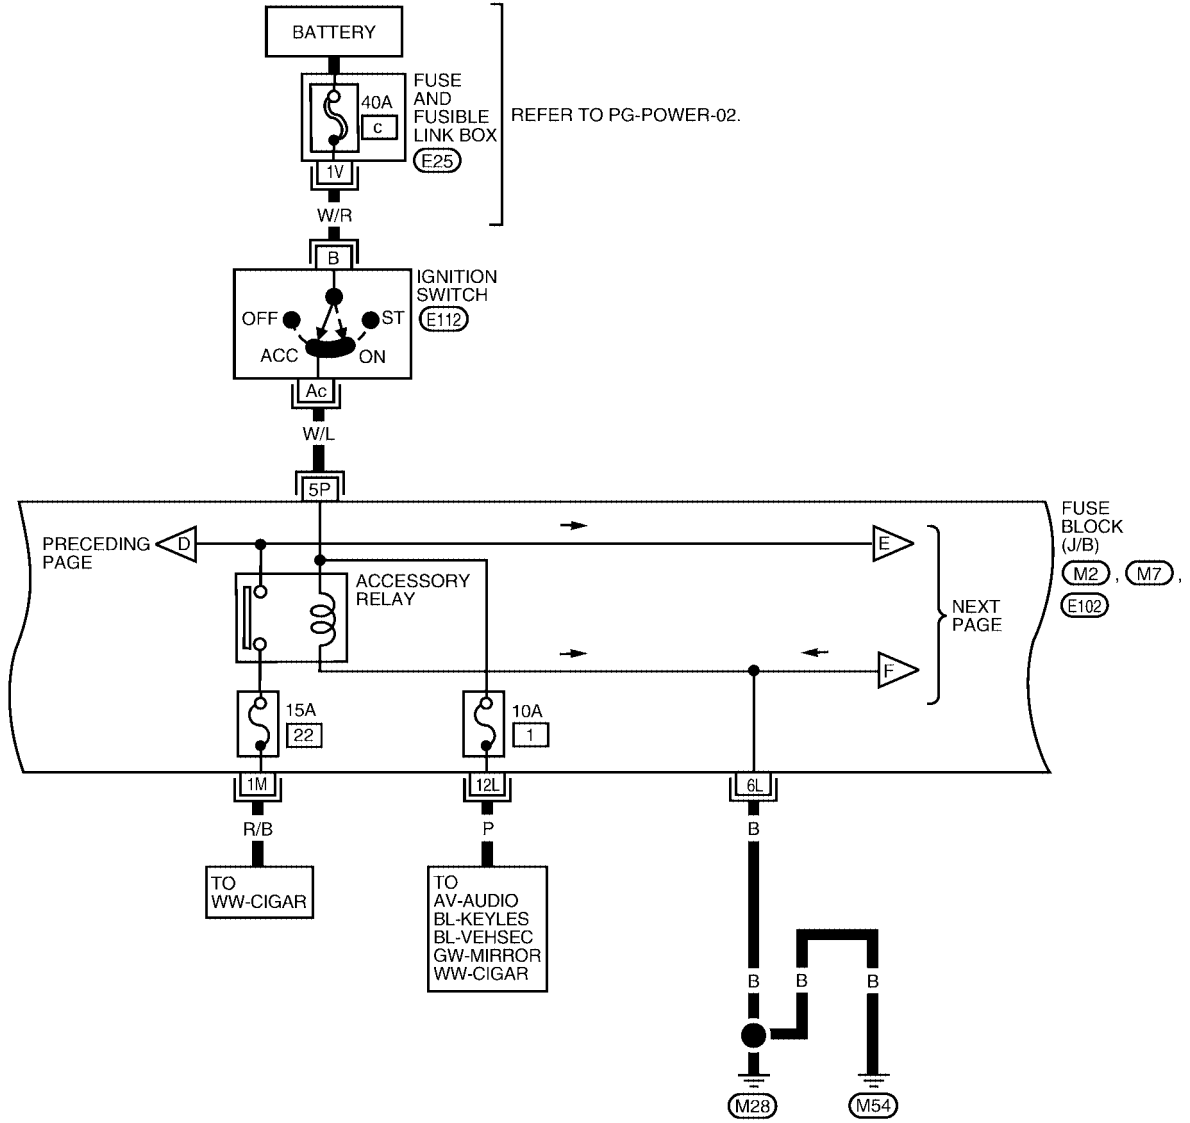 BATTERY
FUSE
AND
FUSIBLE
LINK BOX
E25
40A
c
REFER TO PG-POWER-02.
1V
W/R
B
IGNITION
SWITCH
E112
OFF
ST
ACC
ON
Ac
W/L
5P
FUSE
BLOCK
(J/B)
M2 , M7 ,
E102
PRECEDING
PAGE
D
E
ACCESSORY
RELAY
NEXT
PAGE
F
15A
22
10A
1
1M
12L
6L
R/B
P
B
TO
WW-CIGAR
TO
AV-AUDIO
BL-KEYLES
BL-VEHSEC
GW-MIRROR
WW-CIGAR
B
B
B
M28
M54